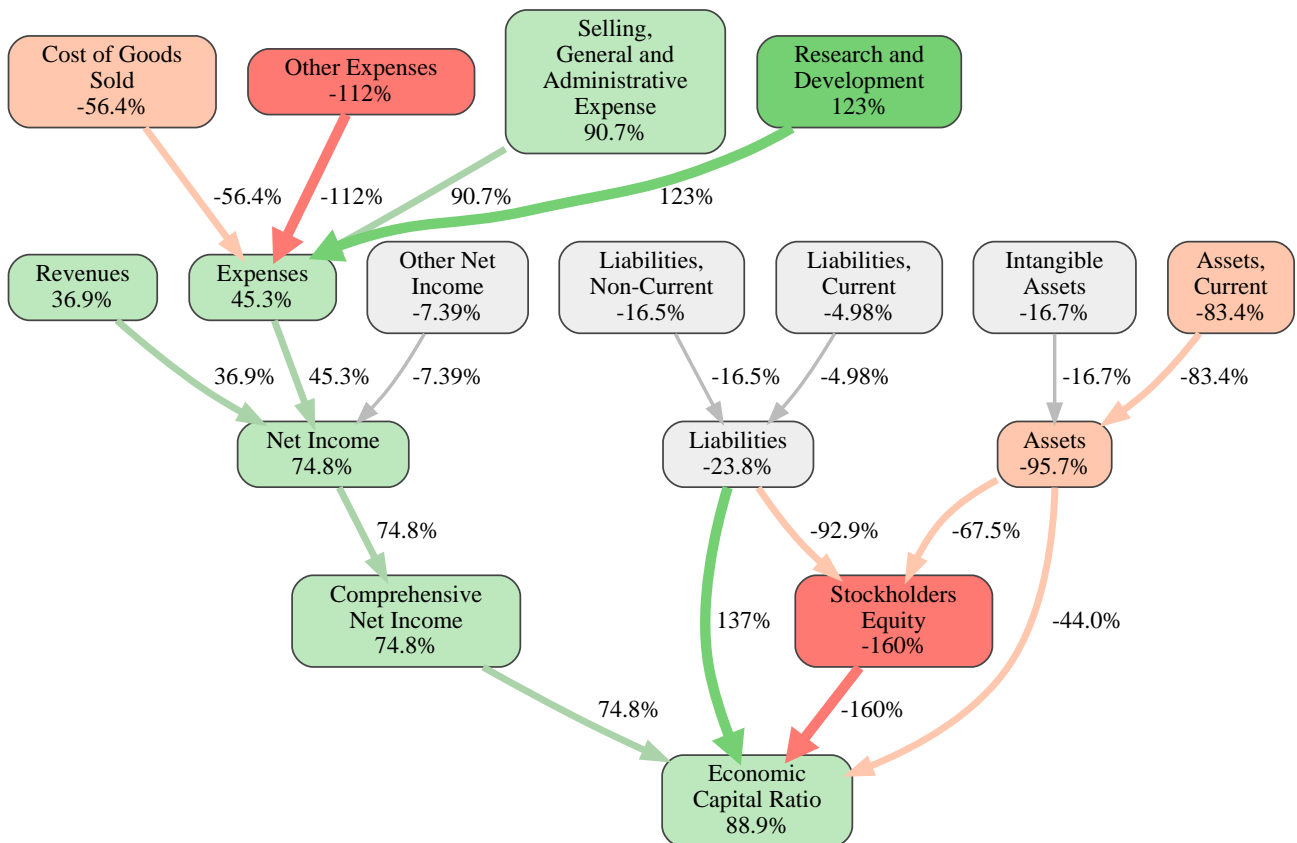 Cost of Goods
Sold
-56.4%
Other Expenses
-112%
Selling,
General and
Administrative
Expense
90.7%
Research and
Development
123%
-56.4%
-112%
90.7%
123%
Revenues
36.9%
Expenses
45.3%
Other Net
Income
-7.39%
Liabilities,
Non-Current
-16.5%
Liabilities,
Current
-4.98%
Intangible
Assets
-16.7%
Assets,
Current
-83.4%
36.9%
45.3%
-7.39%
-16.5%
-4.98%
-16.7%
-83.4%
Net Income
74.8%
Liabilities
-23.8%
Assets
-95.7%
74.8%
-92.9%
-67.5%
Comprehensive
Net Income
74.8%
137%
Stockholders
Equity
-160%
-44.0%
74.8%
-160%
Economic
Capital Ratio
88.9%